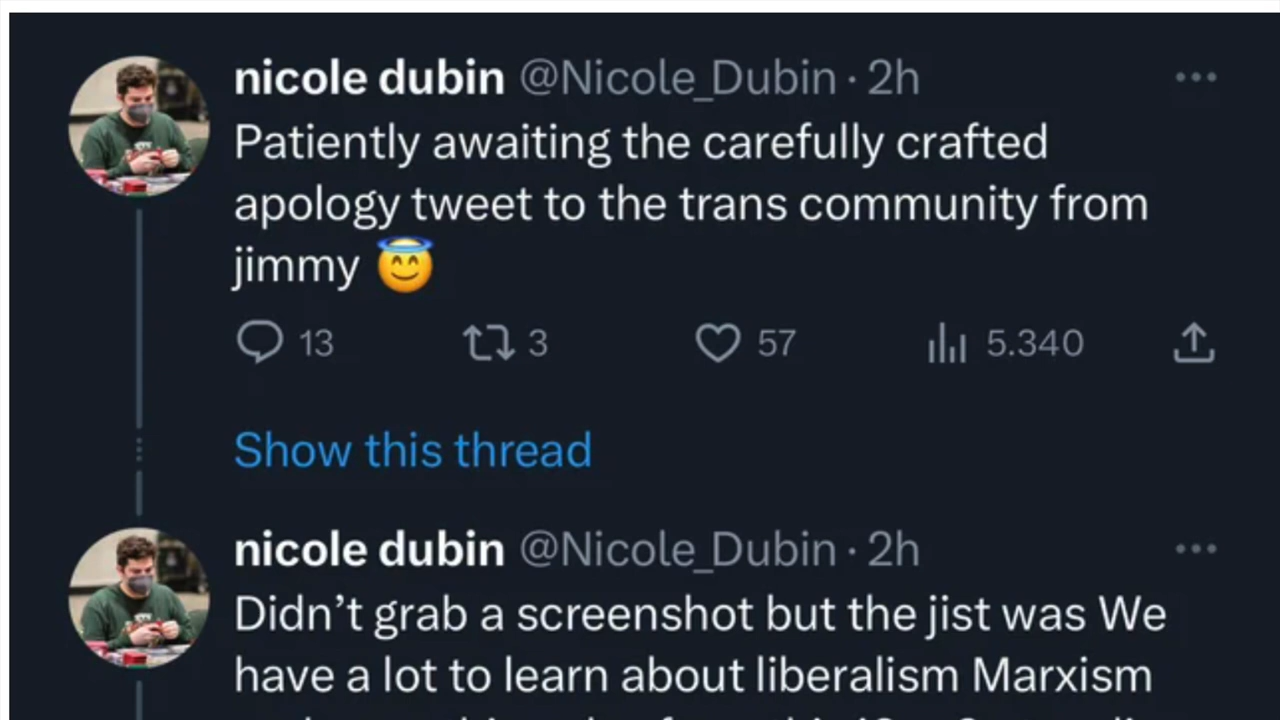 nicole dubin @Nicole_Dubin · 2h
Patiently awaiting the carefully crafted
apology tweet to the trans community from
jimmy 😇
13 3 57 5.340
Show this thread
nicole dubin @Nicole_Dubin · 2h
Didn’t grab a screenshot but the jist was We
have a lot to learn about liberalism Marxism